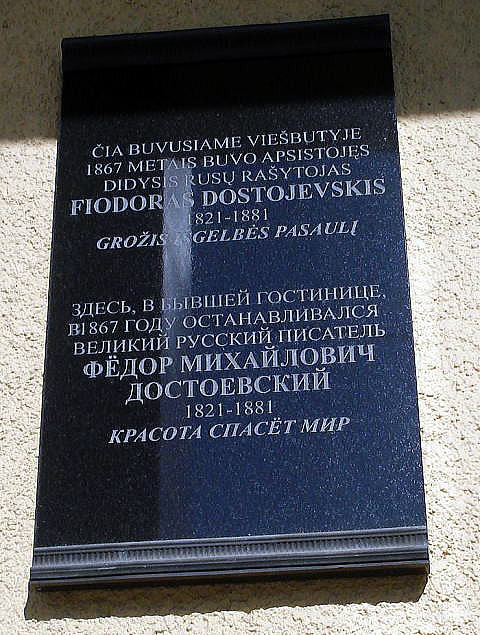 ČIA BUVUSIAME VIEŠBUTYJE
1867 METAIS BUVO APSISTOJĘS
DIDYSIS RUSŲ RAŠYTOJAS
FIODORAS DOSTOJEVSKIS
1821-1881
GROŽIS IŠGELBĖS PASAULĮ
ЗДЕСЬ, В БЫВШЕЙ ГОСТИНИЦЕ,
В1867 ГОДУ ОСТАНАВЛИВАЛСЯ
ВЕЛИКИЙ РУССКИЙ ПИСАТЕЛЬ
ФЁДОР МИХАЙЛОВИЧ
ДОСТОЕВСКИЙ
1821-1881
КРАСОТА СПАСЁТ МИР